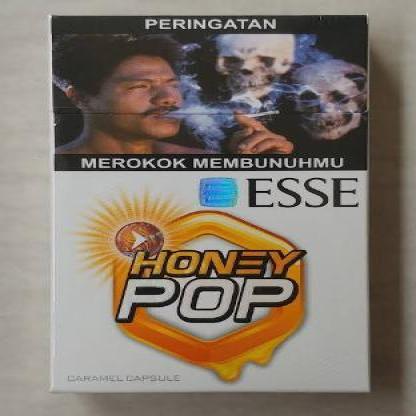 PERINGATAN
MEROKOK MEMBUNUHMU
ESSE
HONEY
POP
CARAMEL CAPSULE